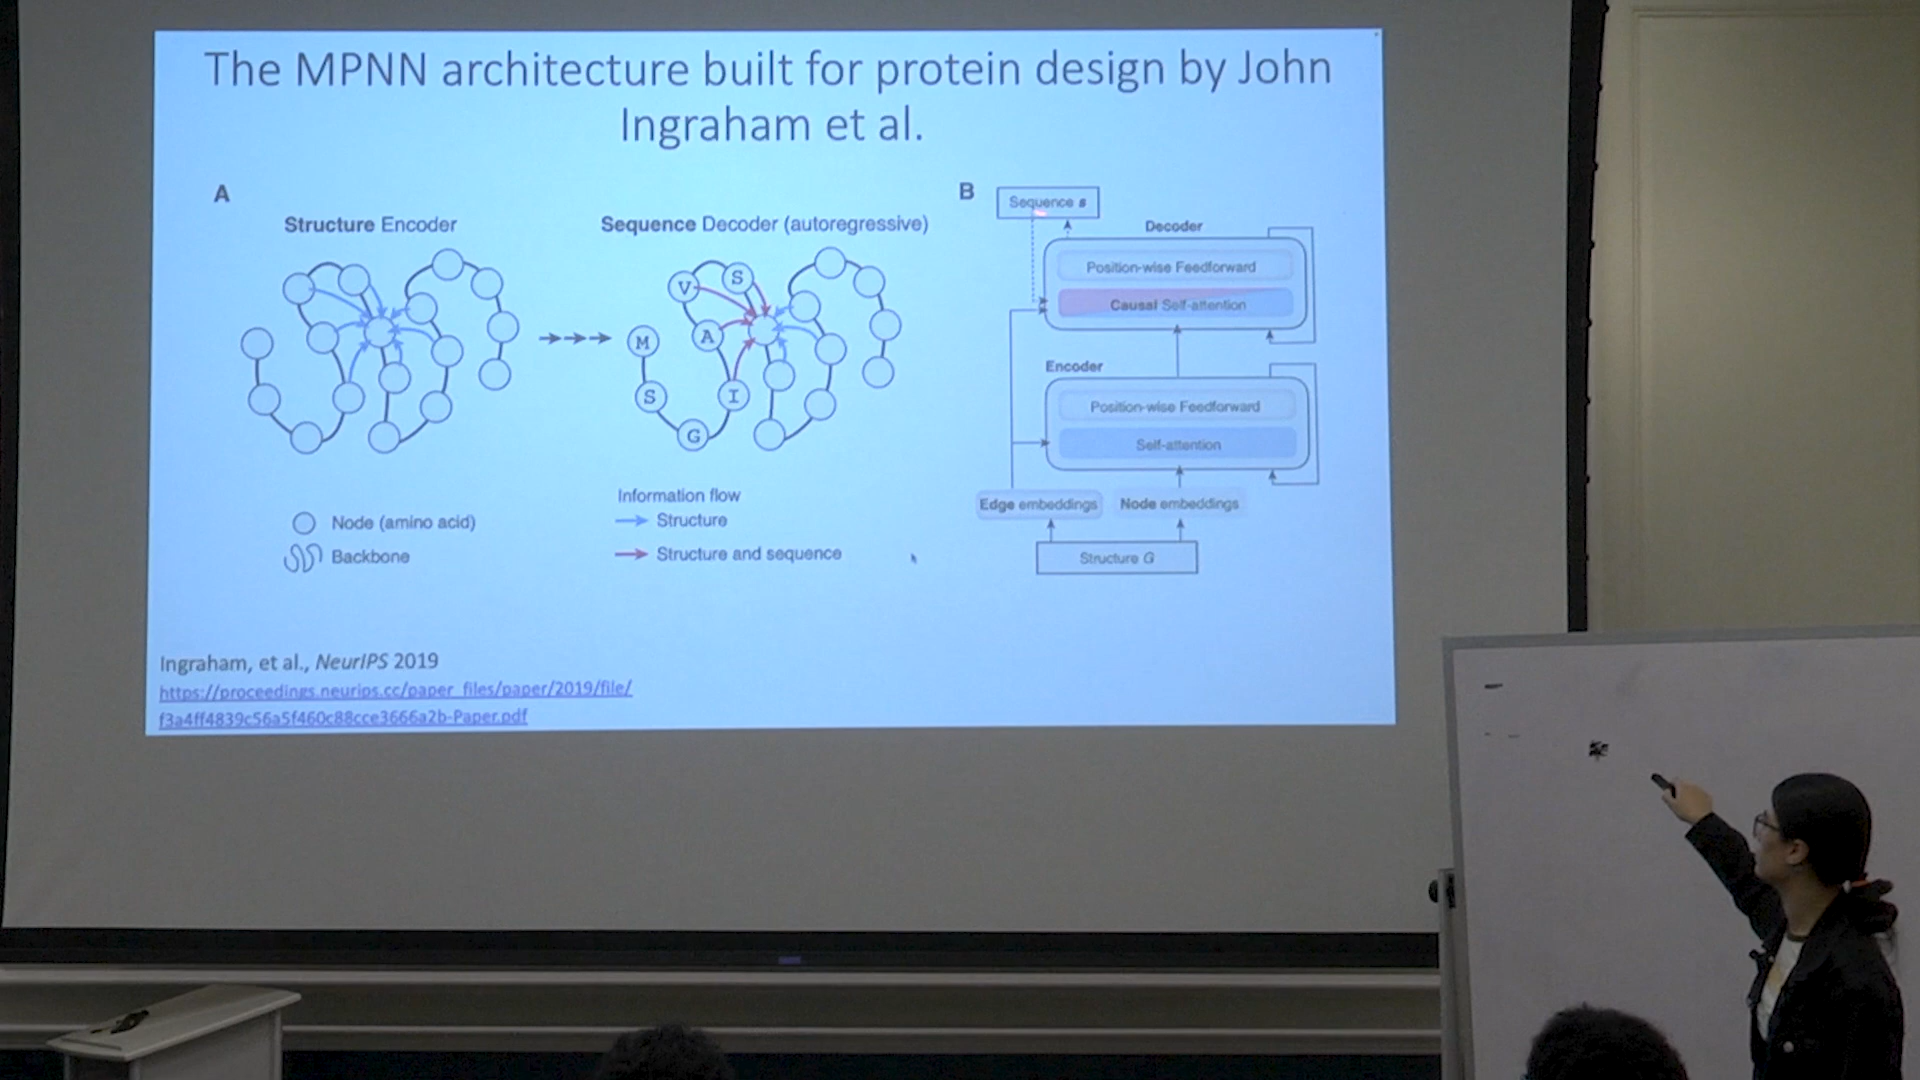 The MPNN architecture built for protein design by John
Ingraham et al.
A
Structure Encoder
Sequence Decoder (autoregressive)
V
S
A
M
S
I
G
Node (amino acid)
Backbone
Information flow
Structure
Structure and sequence
B
Sequence s
Decoder
Position-wise Feedforward
Causal Self-attention
Encoder
Position-wise Feedforward
Self-attention
Edge embeddings
Node embeddings
Structure G
Ingraham, et al., NeurIPS 2019
https://proceedings.neurips.cc/paper_files/paper/2019/file/
f3a4ff4839c56a5f460c88cce3666a2b-Paper.pdf